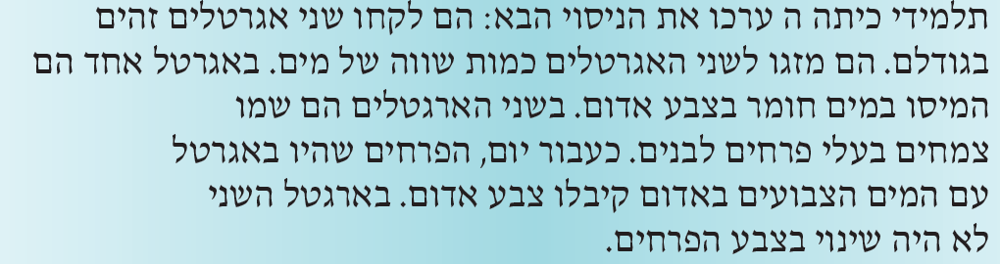 תלמידי כיתה ה ערכו את הניסוי הבא: הם לקחו שני אגרטלים זהים
בגודלם. הם מזגו לשני האגרטלים כמות שווה של מים. באגרטל אחד הם
המיסו במים חומר בצבע אדום. בשני הארגטלים הם שמו
צמחים בעלי פרחים לבנים. כעבור יום, הפרחים שהיו באגרטל
עם המים הצבועים באדום קיבלו צבע אדום. בארגטל השני
לא היה שינוי בצבע הפרחים.